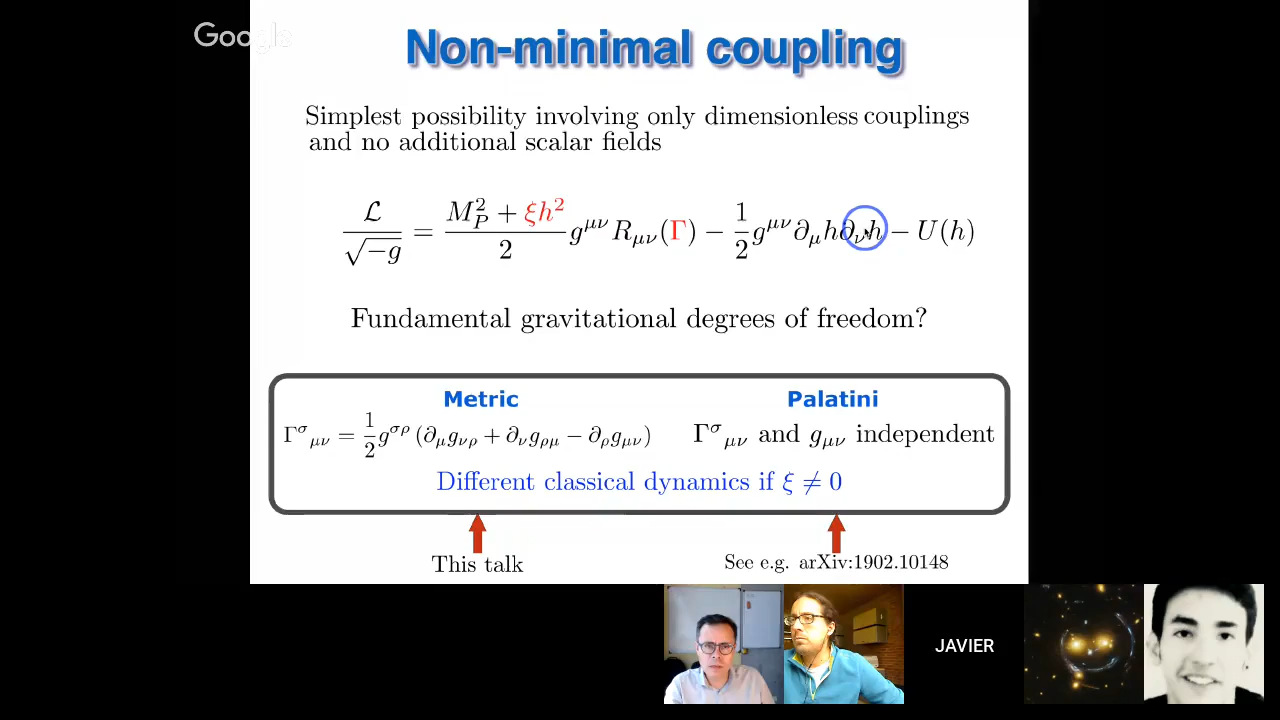 Google
Non-minimal coupling
Simplest possibility involving only dimensionless couplings
and no additional scalar fields
ℒ/√−g = (M_P² + ξh²)/2 g^{μν} R_{μν}(Γ) − 1/2 g^{μν} ∂_μ h ∂_ν h − U(h)
Fundamental gravitational degrees of freedom?
Metric
Palatini
Γ^σ_{μν} = 1/2 g^{σρ} (∂_μ g_{νρ} + ∂_ν g_{ρμ} − ∂_ρ g_{μν})
Γ^σ_{μν} and g_{μν} independent
Different classical dynamics if ξ ≠ 0
This talk
See e.g. arXiv:1902.10148
JAVIER